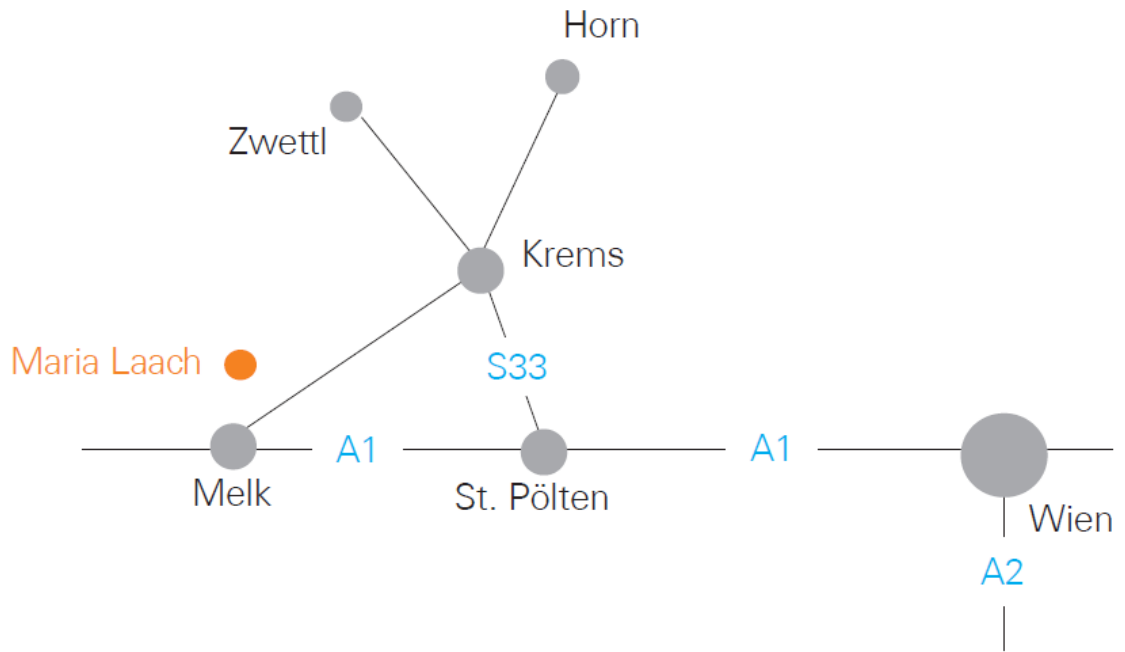 Horn
Zwettl
Krems
Maria Laach
S33
A1
A1
Melk
St. Pölten
Wien
A2